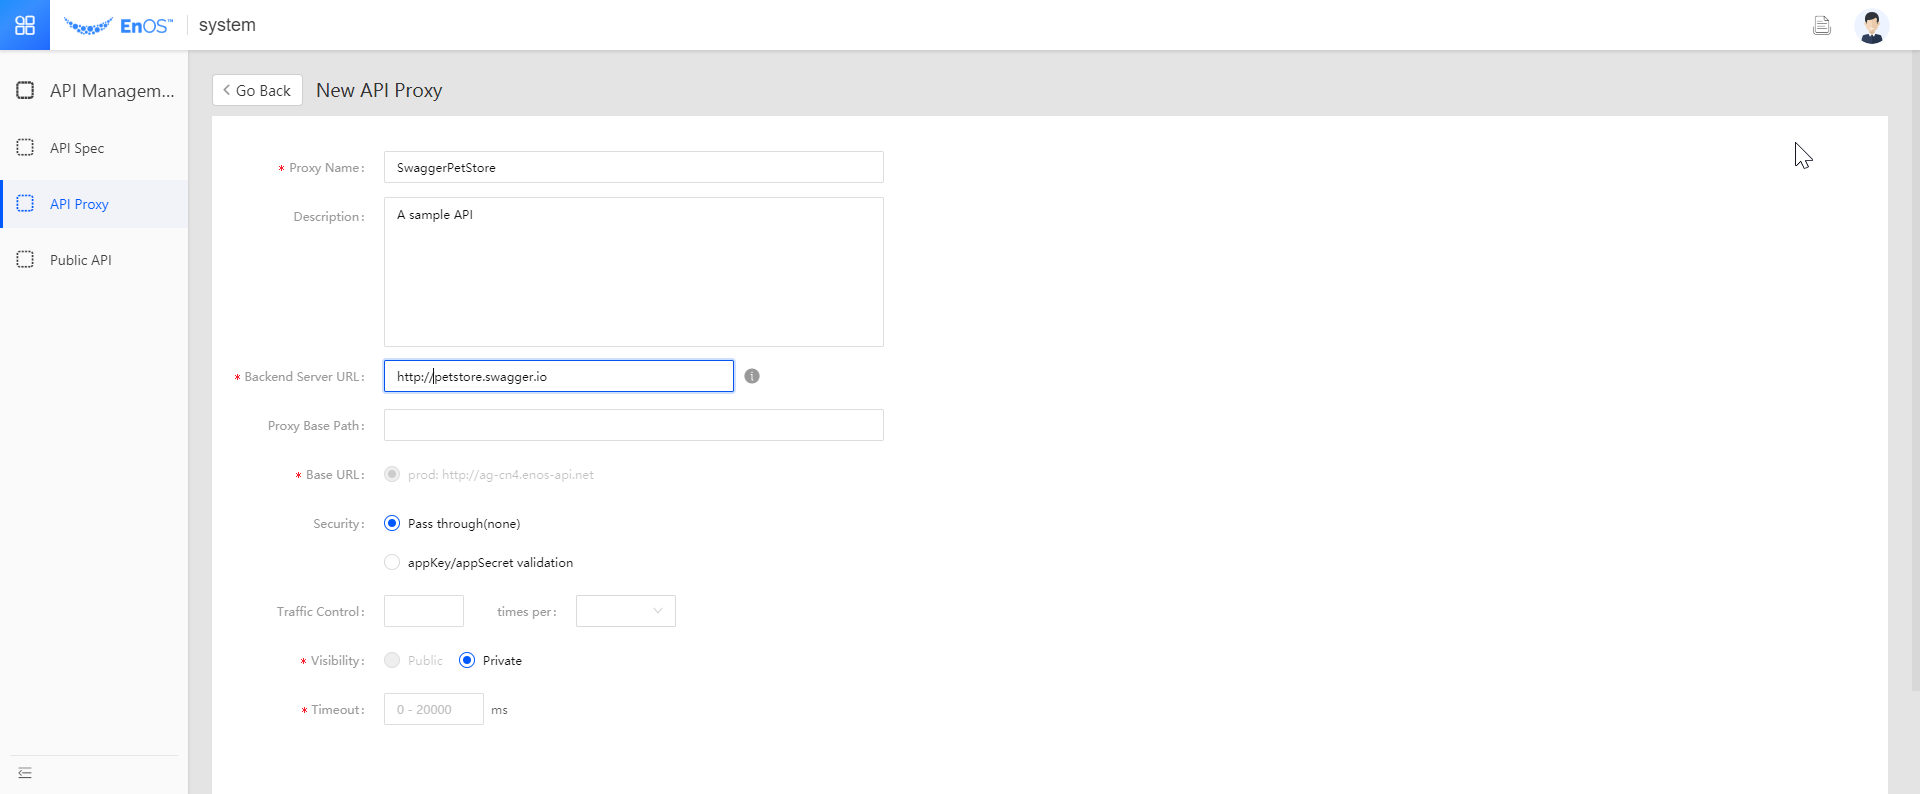 EnOS™ system
API Managem...
API Spec
API Proxy
Public API
Go Back New API Proxy
* Proxy Name: SwaggerPetStore
Description: A sample API
* Backend Server URL: http://petstore.swagger.io
Proxy Base Path:
* Base URL: prod: http://ag-cn4.enos-api.net
Security: Pass through(none)
appKey/appSecret validation
Traffic Control: times per:
* Visibility: Public Private
* Timeout: 0 - 20000 ms